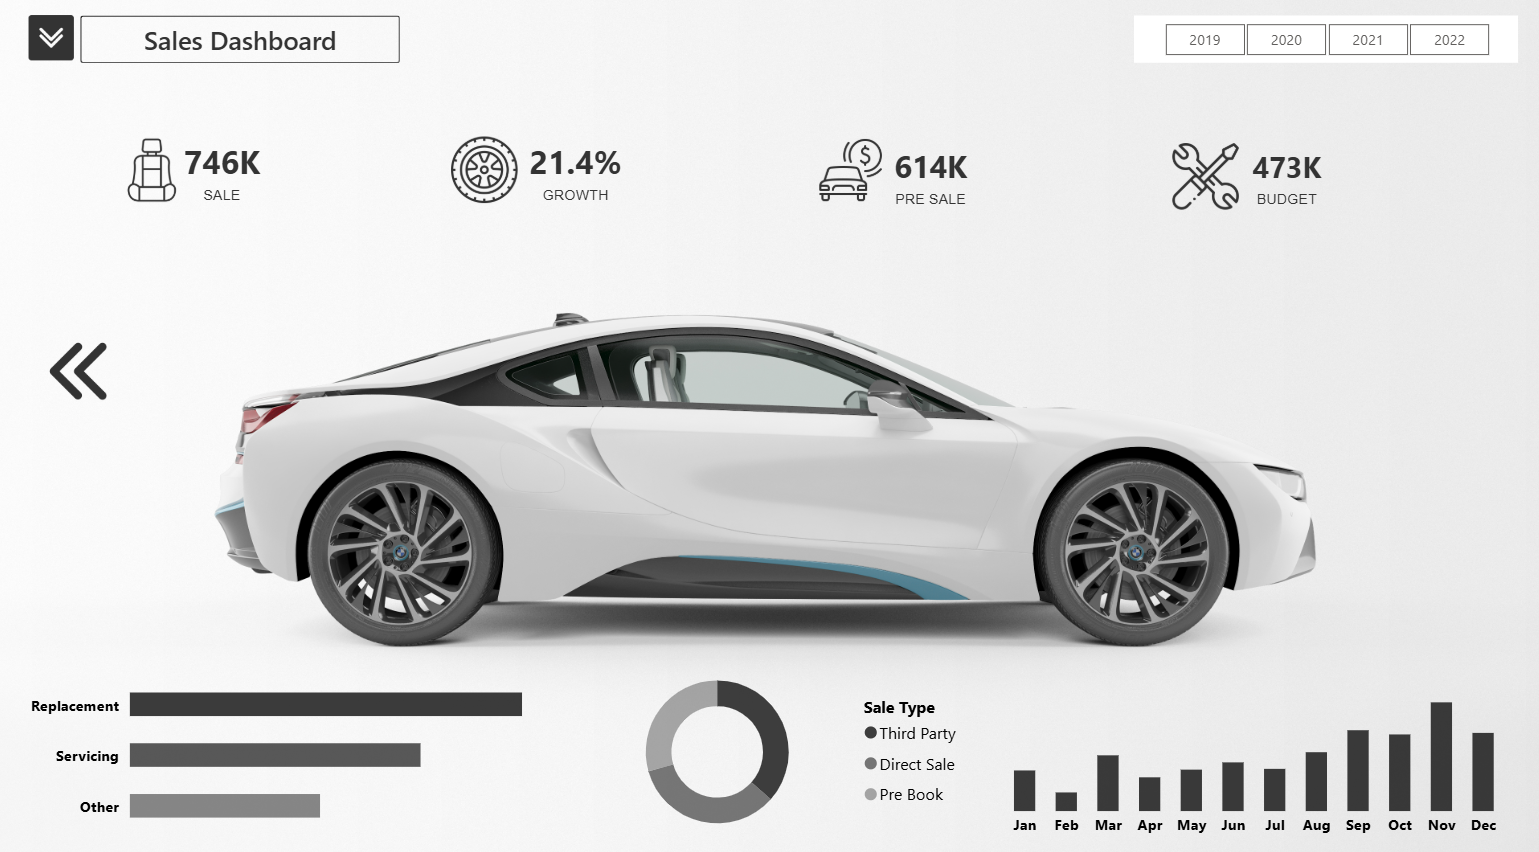 Sales Dashboard
2019 2020 2021 2022
746K
SALE
21.4%
GROWTH
614K
PRE SALE
473K
BUDGET
Replacement
Servicing
Other
Sale Type
Third Party
Direct Sale
Pre Book
Jan Feb Mar Apr May Jun Jul Aug Sep Oct Nov Dec